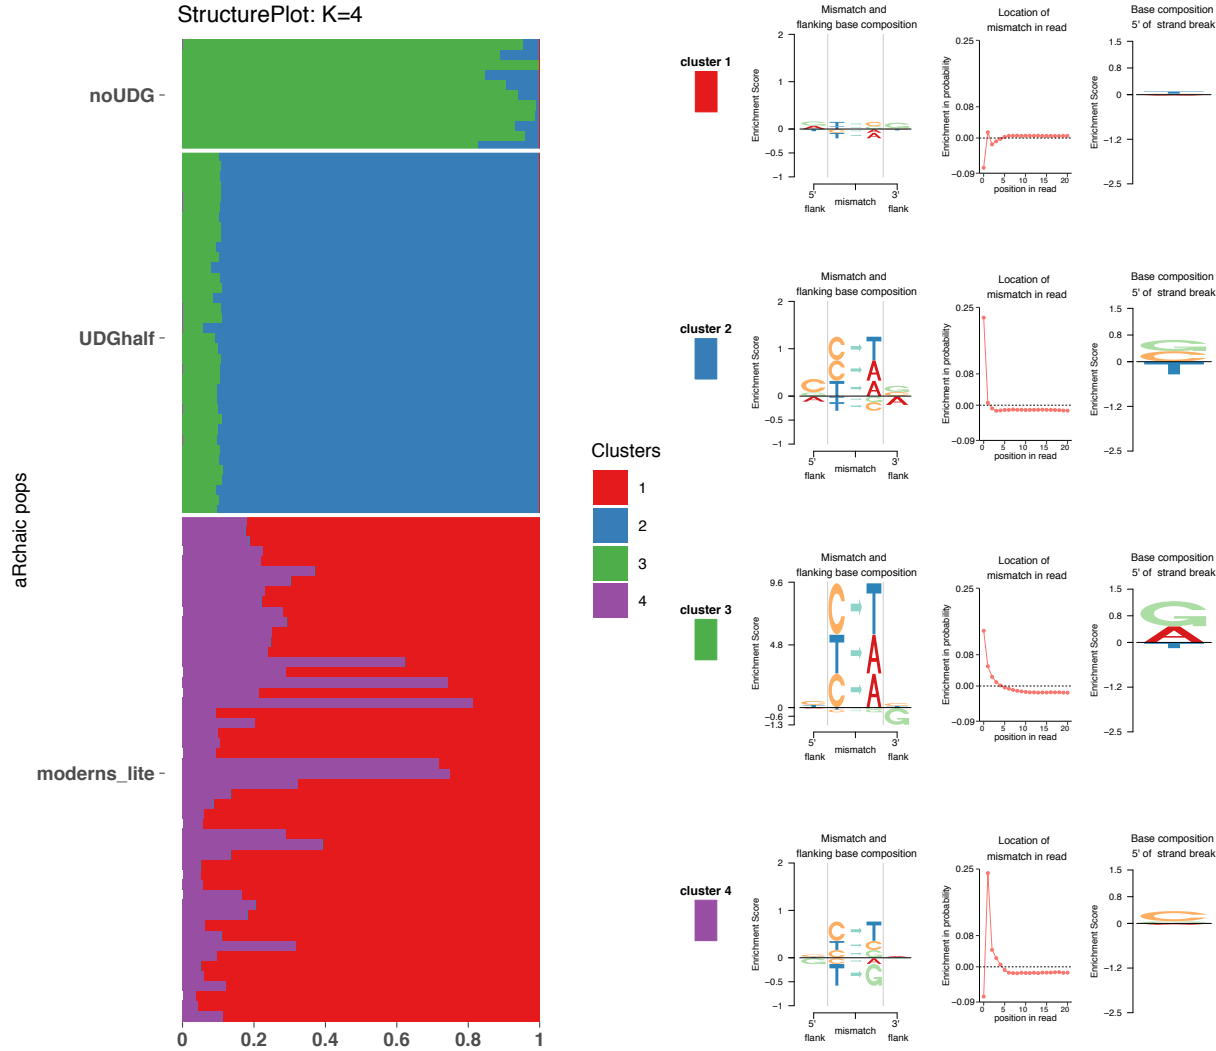 StructurePlot: K=4
aRchaic pops
noUDG
UDGhalf
moderns_lite
0 0.2 0.4 0.6 0.8 1
Clusters
1
2
3
4
cluster 1
Mismatch and
flanking base composition
Enrichment Score
2
1
0
−0.5
−1
5'
flank
mismatch
3'
flank
Location of
mismatch in read
Enrichment in probability
0.25
0.08
0.00
−0.09
0 5 10 15 20
position in read
Base composition
5' of strand break
Enrichment Score
1.5
0.8
0
−1.2
−2.5
cluster 2
Mismatch and
flanking base composition
Enrichment Score
2
1
0
−0.5
−1
C T
C A
T A
C
G
A
G
C
A
5'
flank
mismatch
3'
flank
Location of
mismatch in read
Enrichment in probability
0.25
0.08
0.00
−0.09
0 5 10 15 20
position in read
Base composition
5' of strand break
Enrichment Score
1.5
0.8
0
−1.2
−2.5
G
C
T
cluster 3
Mismatch and
flanking base composition
Enrichment Score
9.6
4.8
0
−0.6
−1.3
C T
T A
C A
G
5'
flank
mismatch
3'
flank
Location of
mismatch in read
Enrichment in probability
0.25
0.08
0.00
−0.09
0 5 10 15 20
position in read
Base composition
5' of strand break
Enrichment Score
1.5
0.8
0
−1.2
−2.5
G
A
T
cluster 4
Mismatch and
flanking base composition
Enrichment Score
2
1
0
−0.5
−1
C T
T C
C G
C A
T G
5'
flank
mismatch
3'
flank
Location of
mismatch in read
Enrichment in probability
0.25
0.08
0.00
−0.09
0 5 10 15 20
position in read
Base composition
5' of strand break
Enrichment Score
1.5
0.8
0
−1.2
−2.5
C